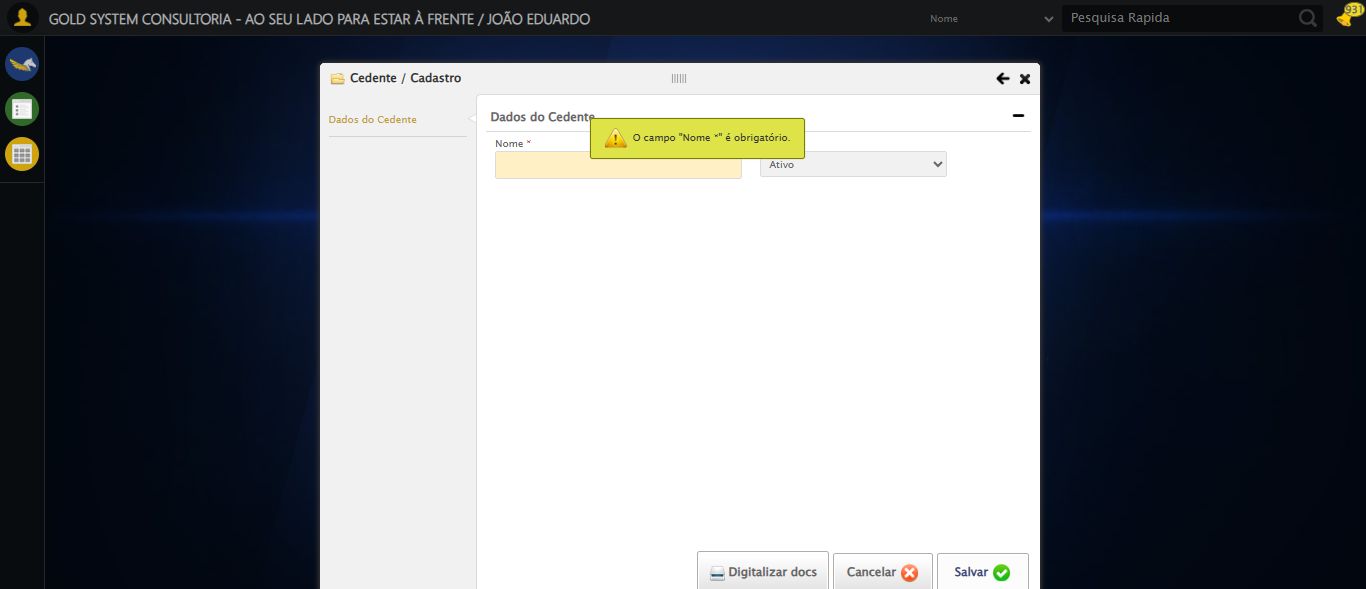 GOLD SYSTEM CONSULTORIA - AO SEU LADO PARA ESTAR À FRENTE / JOÃO EDUARDO
Nome
Pesquisa Rapida
931
Cedente / Cadastro
Dados do Cedente
Dados do Cedente
O campo "Nome *" é obrigatório.
Nome *
Ativo
Digitalizar docs
Cancelar
Salvar